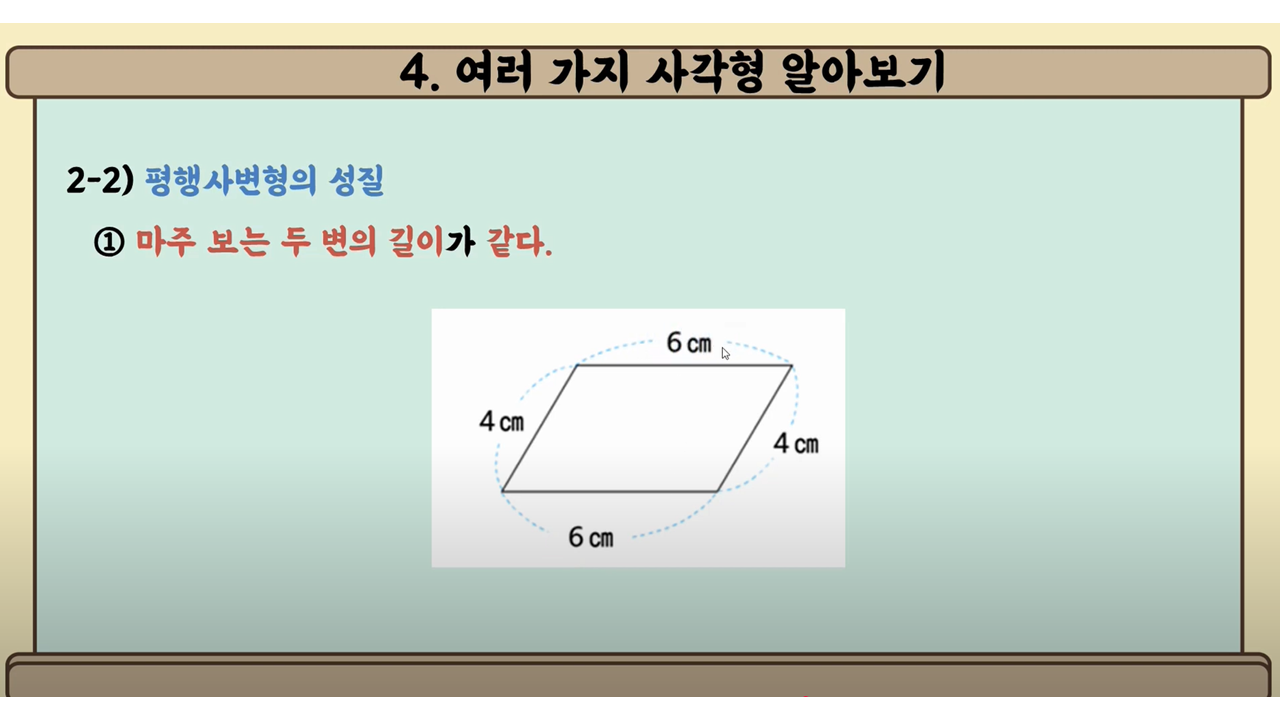 4. 여러 가지 사각형 알아보기
2-2) 평행사변형의 성질
① 마주 보는 두 변의 길이가 같다.
6 cm
4 cm
4 cm
6 cm